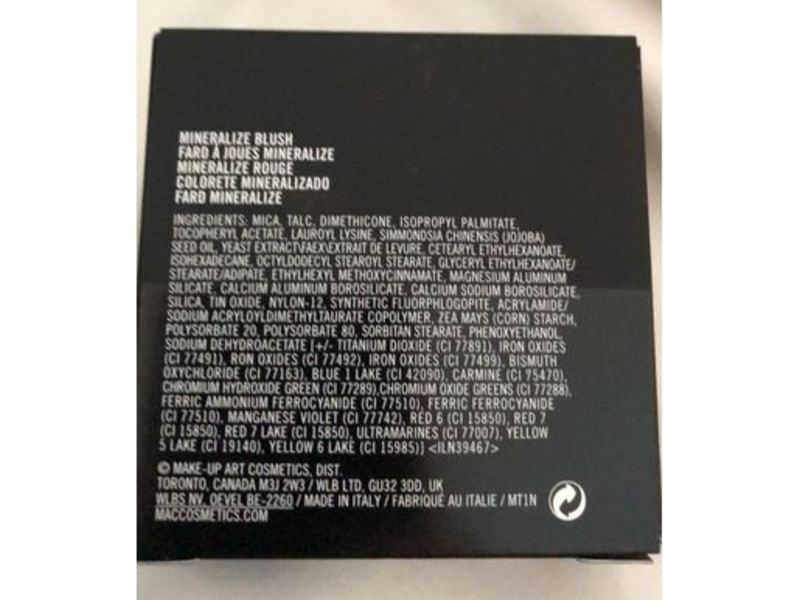 MINERALIZE BLUSH
FARD À JOUES MINERALIZE
MINERALIZE ROUGE
COLORETE MINERALIZADO
FARD MINERALIZE
INGREDIENTS: MICA, TALC, DIMETHICONE, ISOPROPYL PALMITATE,
TOCOPHERYL ACETATE, LAUROYL LYSINE, SIMMONDSIA CHINENSIS (JOJOBA)
SEED OIL, YEAST EXTRACT\FAEX\EXTRAIT DE LEVURE, CETEARYL ETHYLHEXANOATE,
ISOHEXADECANE, OCTYLDODECYL STEAROYL STEARATE, GLYCERYL ETHYLHEXANOATE/
STEARATE/ADIPATE, ETHYLHEXYL METHOXYCINNAMATE, MAGNESIUM ALUMINUM
SILICATE, CALCIUM ALUMINUM BOROSILICATE, CALCIUM SODIUM BOROSILICATE,
SILICA, TIN OXIDE, NYLON-12, SYNTHETIC FLUORPHLOGOPITE, ACRYLAMIDE/
SODIUM ACRYLOYLDIMETHYLTAURATE COPOLYMER, ZEA MAYS (CORN) STARCH,
POLYSORBATE 20, POLYSORBATE 80, SORBITAN STEARATE, PHENOXYETHANOL,
SODIUM DEHYDROACETATE [+/- TITANIUM DIOXIDE (CI 77891), IRON OXIDES
(CI 77491), RON OXIDES (CI 77492), IRON OXIDES (CI 77499), BISMUTH
OXYCHLORIDE (CI 77163), BLUE 1 LAKE (CI 42090), CARMINE (CI 75470),
CHROMIUM HYDROXIDE GREEN (CI 77289),CHROMIUM OXIDE GREENS (CI 77288),
FERRIC AMMONIUM FERROCYANIDE (CI 77510), FERRIC FERROCYANIDE
(CI 77510), MANGANESE VIOLET (CI 77742), RED 6 (CI 15850), RED 7
(CI 15850), RED 7 LAKE (CI 15850), ULTRAMARINES (CI 77007), YELLOW
5 LAKE (CI 19140), YELLOW 6 LAKE (CI 15985)] <ILN39467>
© MAKE-UP ART COSMETICS, DIST.
TORONTO, CANADA M3J 2W3 / WLB LTD, GU32 3DD, UK
WLBS NV, OEVEL BE-2260 / MADE IN ITALY / FABRIQUÉ AU ITALIE / MT1N
MACCOSMETICS.COM